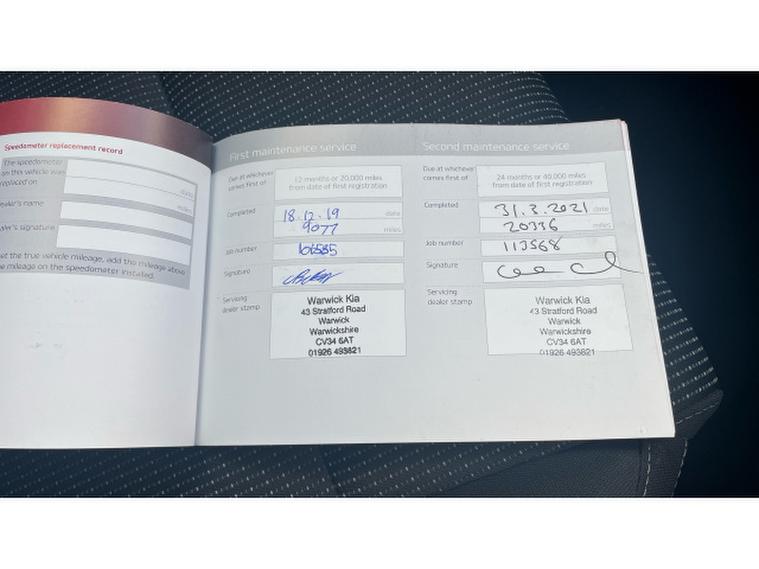 Speedometer replacement record
The speedometer
on this vehicle was
replaced on
date
miles
dealer's name
dealer's signature
get the true vehicle mileage, add the mileage above
the mileage on the speedometer installed.
First maintenance service
Due at whichever
comes first of
12 months or 20,000 miles
from date of first registration
Completed
18.12.19 date
9077 miles
Job number
Signature
Servicing
dealer stamp
Warwick Kia
43 Stratford Road
Warwick
Warwickshire
CV34 6AT
01926 493821
Second maintenance service
Due at whichever
comes first of
24 months or 40,000 miles
from date of first registration
Completed
31.3.2021 date
20336 miles
Job number
113568
Signature
Servicing
dealer stamp
Warwick Kia
43 Stratford Road
Warwick
Warwickshire
CV34 6AT
01926 493821